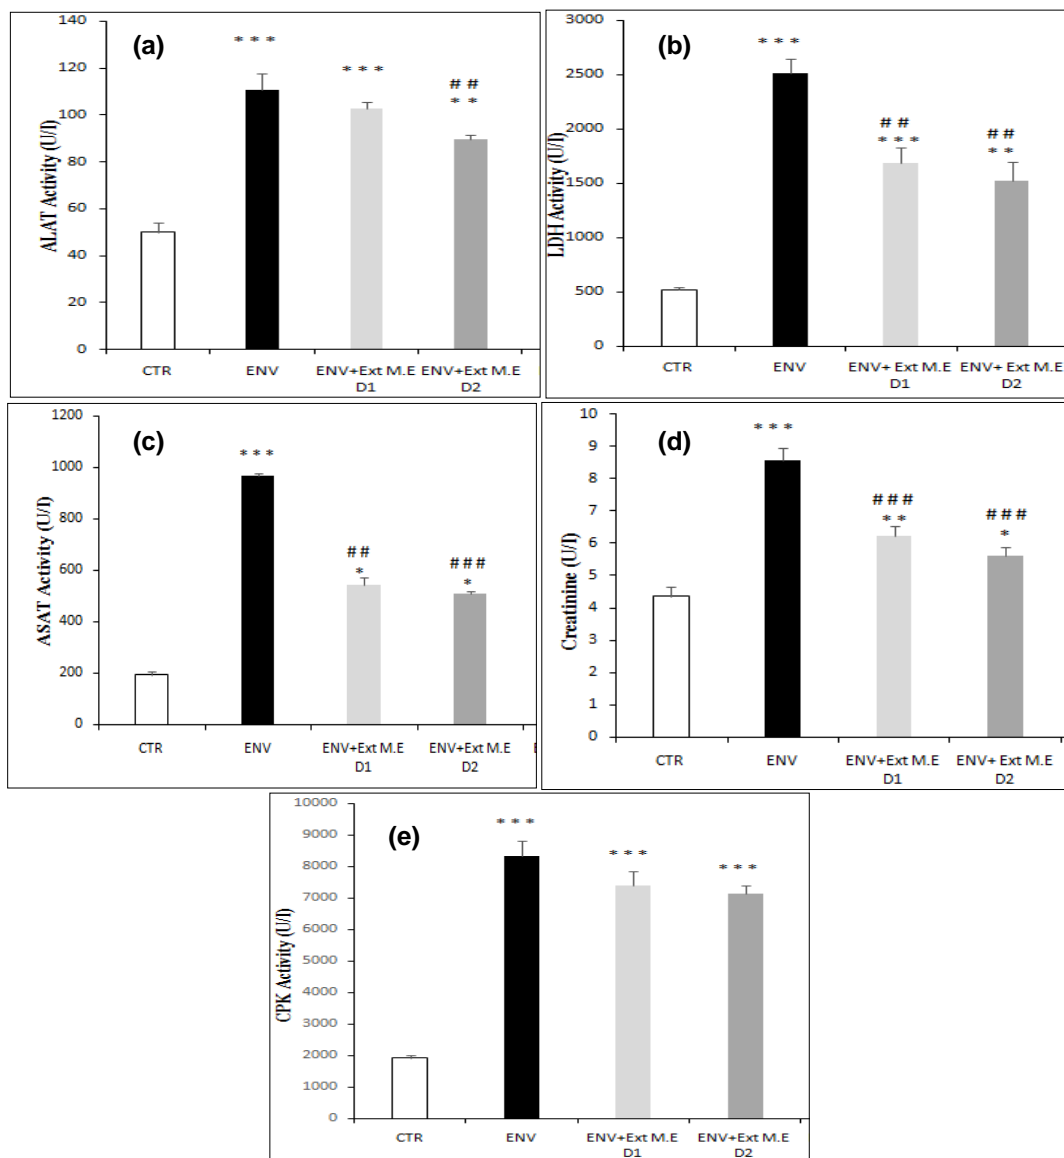 (a)
ALAT Activity (U/I)
140
120
100
80
60
40
20
0
* * *
* * *
# #
* *
CTR
ENV
ENV+Ext M.E
D1
ENV+Ext M.E
D2
(b)
LDH Activity (U/I)
3000
2500
2000
1500
1000
500
0
* * *
# #
* * *
# #
* *
CTR
ENV
ENV+ Ext M.E
D1
ENV+ Ext M.E
D2
(c)
ASAT Activity (U/I)
1200
1000
800
600
400
200
0
* * *
# #
*
# # #
*
CTR
ENV
ENV+Ext M.E
D1
ENV+Ext M.E
D2
(d)
Creatinine (U/I)
10
9
8
7
6
5
4
3
2
1
0
* * *
# # #
* *
# # #
*
CTR
ENV
ENV+Ext M.E
D1
ENV+ Ext M.E
D2
(e)
CPK Activity (U/I)
10000
9000
8000
7000
6000
5000
4000
3000
2000
1000
0
* * *
* * *
* * *
CTR
ENV
ENV+Ext M.E
D1
ENV+Ext M.E
D2